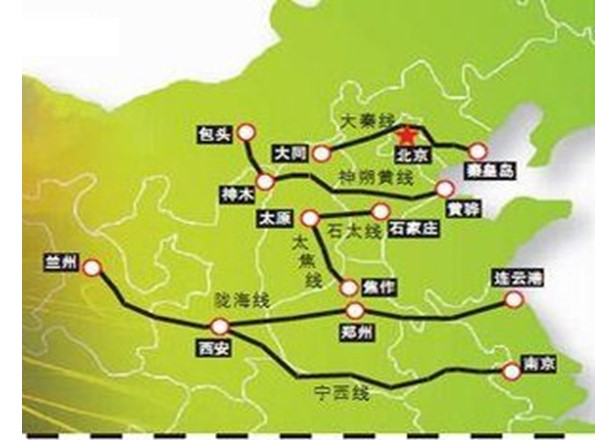 大秦线
包头
大同
北京
秦皇岛
神木
神朔黄线
黄骅
太原
石太线
石家庄
太焦线
兰州
焦作
连云港
陇海线
郑州
西安
南京
宁西线